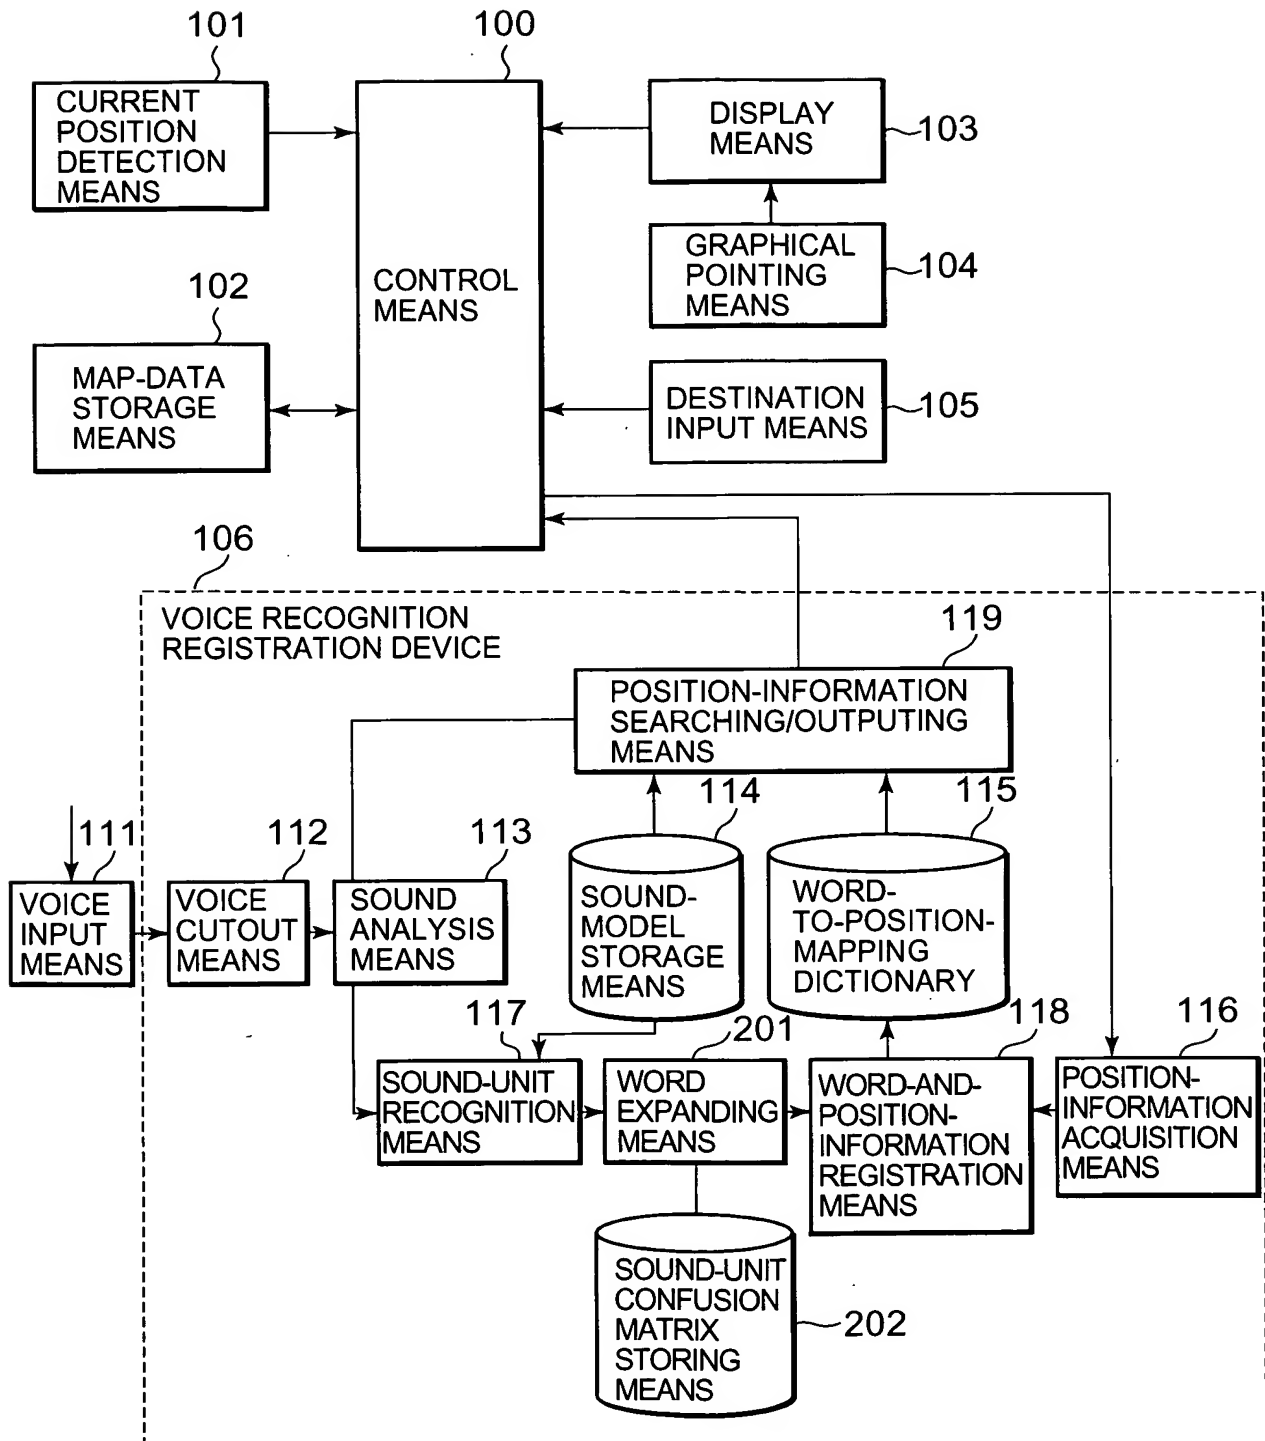 101
100
CURRENT
POSITION
DETECTION
MEANS
DISPLAY
MEANS
103
GRAPHICAL
POINTING
MEANS
104
CONTROL
MEANS
102
MAP-DATA
STORAGE
MEANS
DESTINATION
INPUT MEANS
105
106
VOICE RECOGNITION
REGISTRATION DEVICE
119
POSITION-INFORMATION
SEARCHING/OUTPUTING
MEANS
111
112
113
114
115
VOICE
INPUT
MEANS
VOICE
CUTOUT
MEANS
SOUND
ANALYSIS
MEANS
SOUND-
MODEL
STORAGE
MEANS
WORD-
TO-POSITION-
MAPPING
DICTIONARY
117
201
118
116
SOUND-UNIT
RECOGNITION
MEANS
WORD
EXPANDING
MEANS
WORD-AND-
POSITION-
INFORMATION
REGISTRATION
MEANS
POSITION-
INFORMATION
ACQUISITION
MEANS
SOUND-UNIT
CONFUSION
MATRIX
STORING
MEANS
202